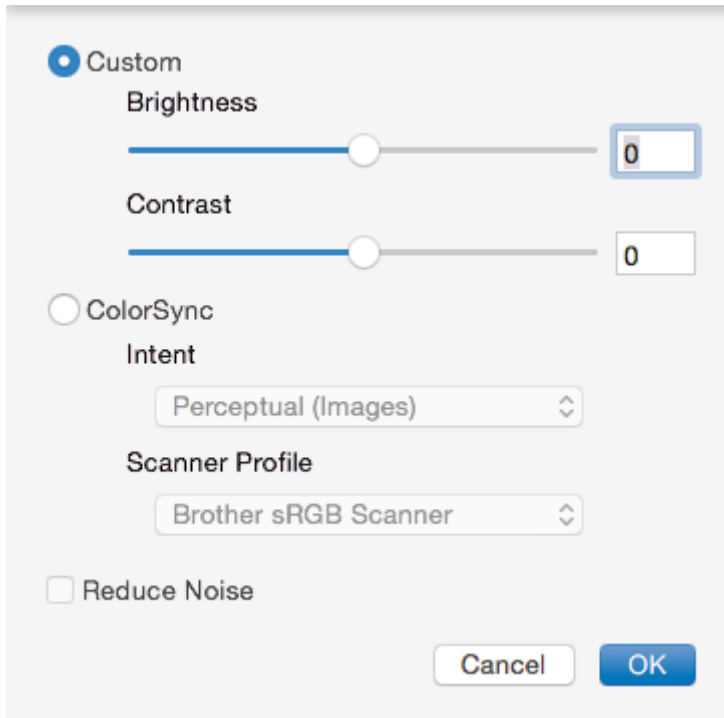 Custom
Brightness
0
Contrast
0
ColorSync
Intent
Perceptual (Images)
Scanner Profile
Brother sRGB Scanner
Reduce Noise
Cancel OK